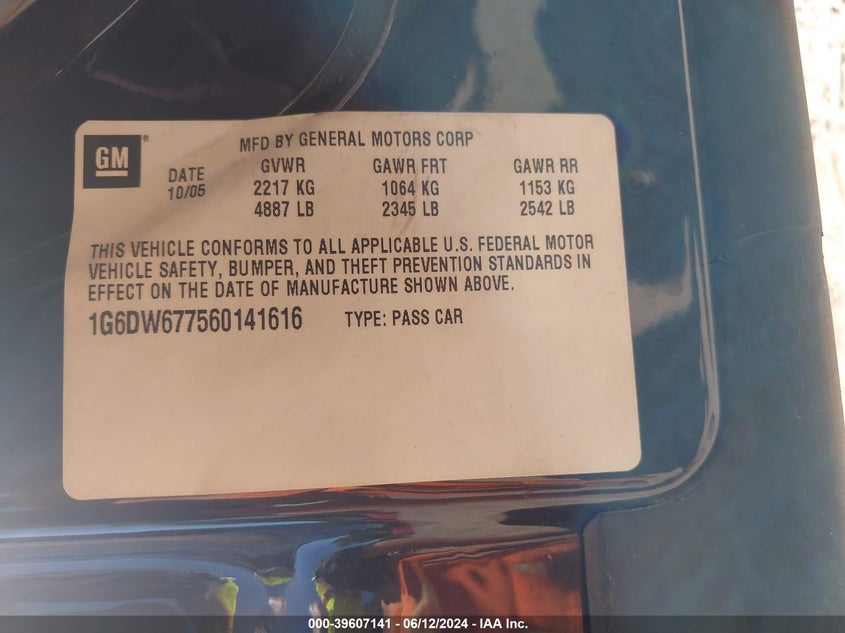 GM®
MFD BY GENERAL MOTORS CORP
DATE GVWR GAWR FRT GAWR RR
10/05 2217 KG 1064 KG 1153 KG
4887 LB 2345 LB 2542 LB
THIS VEHICLE CONFORMS TO ALL APPLICABLE U.S. FEDERAL MOTOR
VEHICLE SAFETY, BUMPER, AND THEFT PREVENTION STANDARDS IN
EFFECT ON THE DATE OF MANUFACTURE SHOWN ABOVE.
1G6DW677560141616 TYPE: PASS CAR
000-39607141 - 06/12/2024 - IAA Inc.